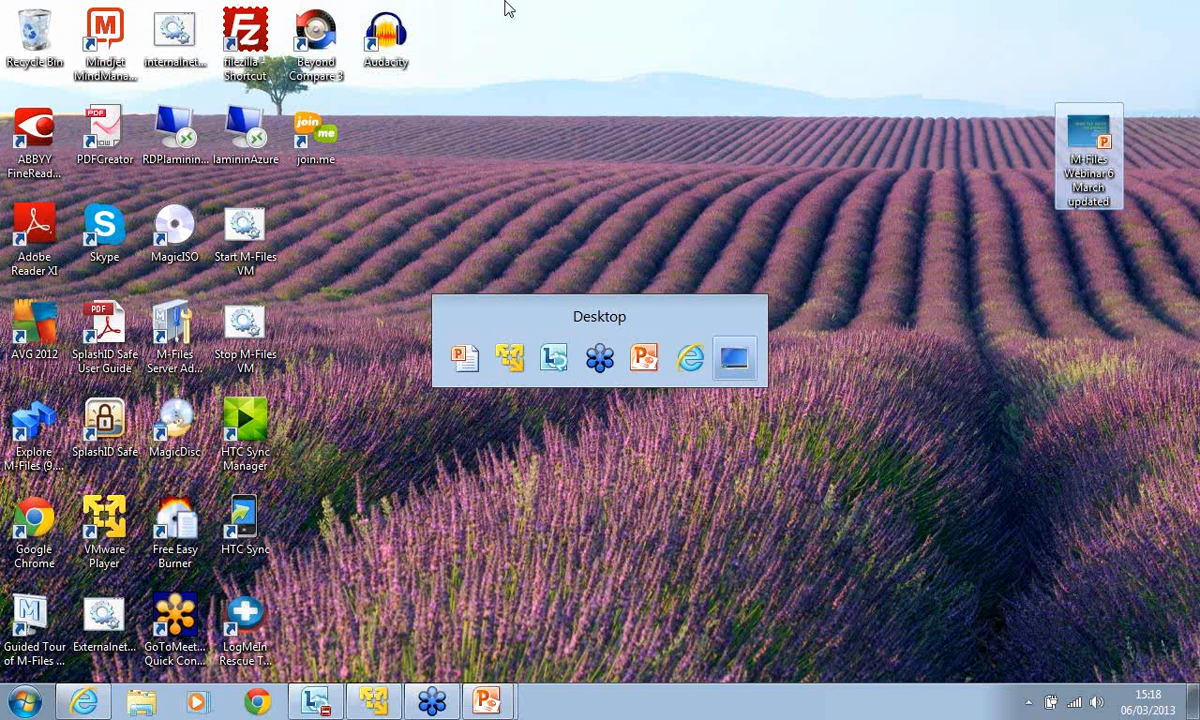 Recycle Bin
Mindjet
MindMana...
internalnet...
filezilla -
Shortcut
Beyond
Compare 3
Audacity
ABBYY
FineRead...
PDFCreator
RDPlaminin...
lamininAzure
join.me
M-Files
Webinar 6
March
updated
Adobe
Reader XI
Skype
MagicISO
Start M-Files
VM
Desktop
AVG 2012
SplashID Safe
User Guide
M-Files
Server Ad...
Stop M-Files
VM
Explore
M-Files (9....
SplashID Safe
MagicDisc
HTC Sync
Manager
Google
Chrome
VMware
Player
Free Easy
Burner
HTC Sync
Guided Tour
of M-Files ...
Externalnet...
GoToMeet...
Quick Con...
LogMeIn
Rescue T...
15:18
06/03/2013